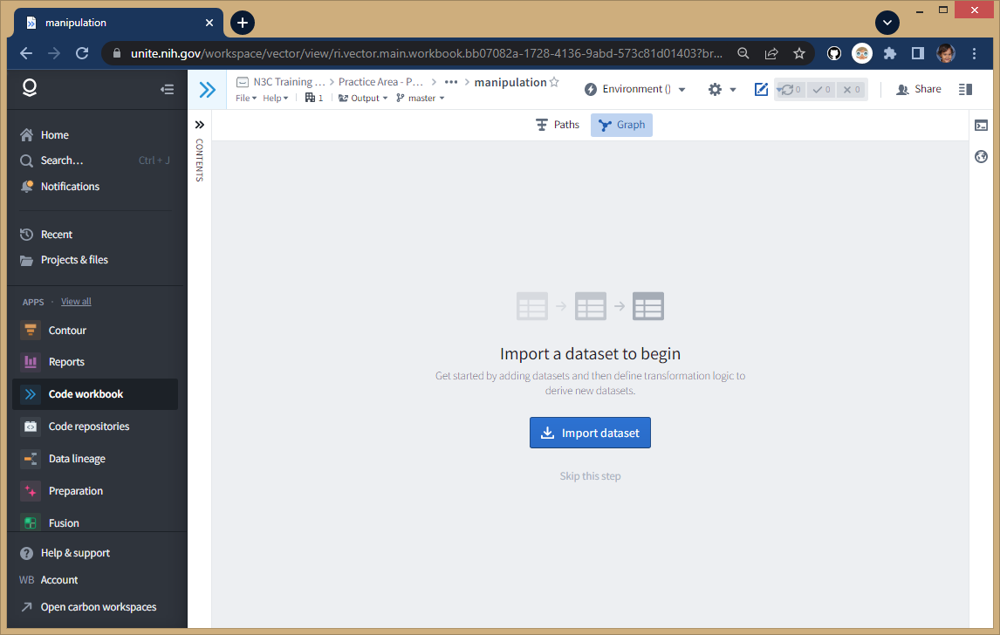 manipulation
unite.nih.gov/workspace/vector/view/ri.vector.main.workbook.bb07082a-1728-4136-9abd-573c81d01403?br...
N3C Training ... > Practice Area - P... > ••• > manipulation
File Help 1 Output master
Environment () 0 0 0 Share
Home
Search... Ctrl + J
Notifications
Recent
Projects & files
APPS · View all
Contour
Reports
Code workbook
Code repositories
Data lineage
Preparation
Fusion
Help & support
WB Account
Open carbon workspaces
CONTENTS
Paths Graph
Import a dataset to begin
Get started by adding datasets and then define transformation logic to
derive new datasets.
Import dataset
Skip this step